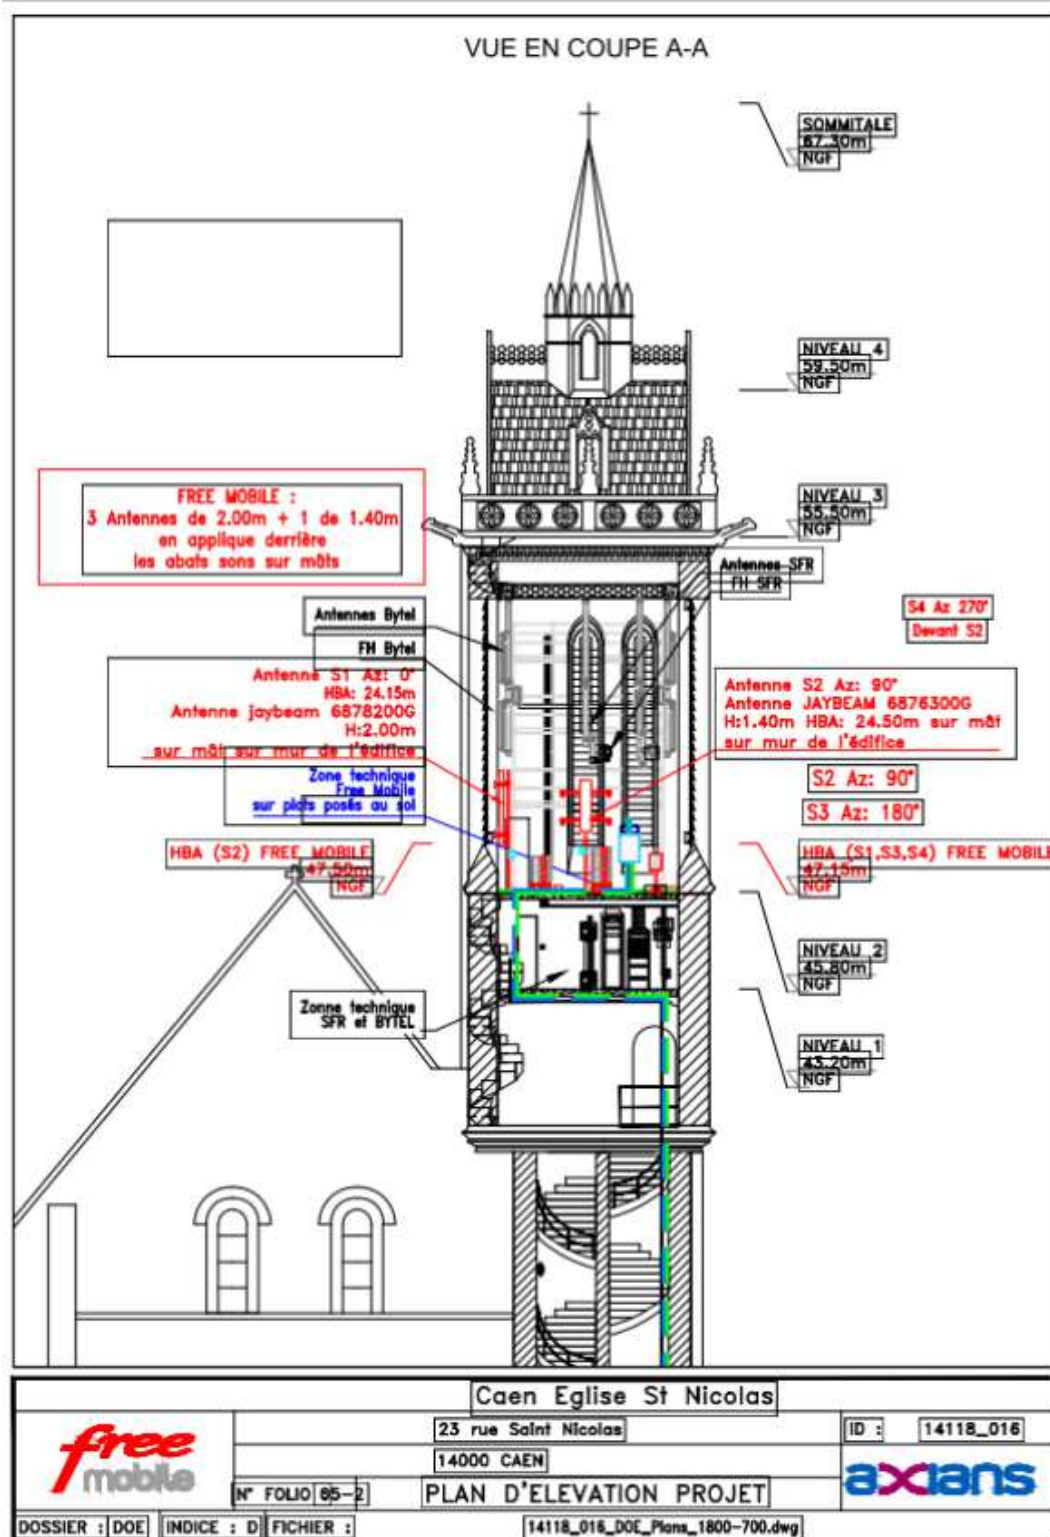 VUE EN COUPE A-A
SOMMITALE
67.30m
NGF
NIVEAU 4
59.50m
NGF
FREE MOBILE :
3 Antennes de 2.00m + 1 de 1.40m
en applique derrière
les abats sons sur mâts
NIVEAU 3
55.50m
NGF
Antennes SFR
FH SFR
Antennes Bytel
FH Bytel
S4 Az 270°
Devant S2
Antenne S1 Az: 0°
HBA: 24.15m
Antenne jaybeam 6878200G
H:2.00m
sur mât sur mur de l'édifice
Antenne S2 Az: 90°
Antenne JAYBEAM 6876300G
H:1.40m HBA: 24.50m sur mât
sur mur de l'édifice
Zone technique
Free Mobile
sur plots posés au sol
S2 Az: 90°
S3 Az: 180°
HBA (S2) FREE MOBILE
47.50m
NGF
HBA (S1,S3,S4) FREE MOBILE
47.15m
NGF
NIVEAU 2
45.80m
NGF
Zonne technique
SFR et BYTEL
NIVEAU 1
43.20m
NGF
Caen Eglise St Nicolas
free mobile
23 rue Saint Nicolas
ID : 14118_016
14000 CAEN
axians
N° FOLIO 05-2
PLAN D'ELEVATION PROJET
DOSSIER : DOE INDICE : D FICHIER : 14118_016_DOE_Plans_1800-700.dwg